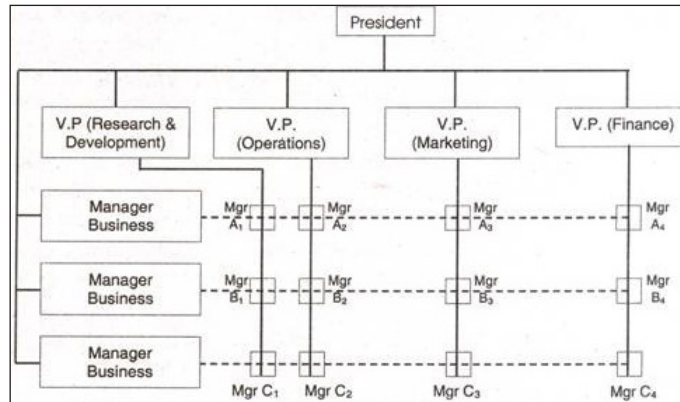 President
V.P (Research &
Development)
V.P.
(Operations)
V.P.
(Marketing)
V.P. (Finance)
Manager
Business
Mgr
A₁
Mgr
A₂
Mgr
A₃
Mgr
A₄
Manager
Business
Mgr
B₁
Mgr
B₂
Mgr
B₃
Mgr
B₄
Manager
Business
Mgr C₁
Mgr C₂
Mgr C₃
Mgr C₄